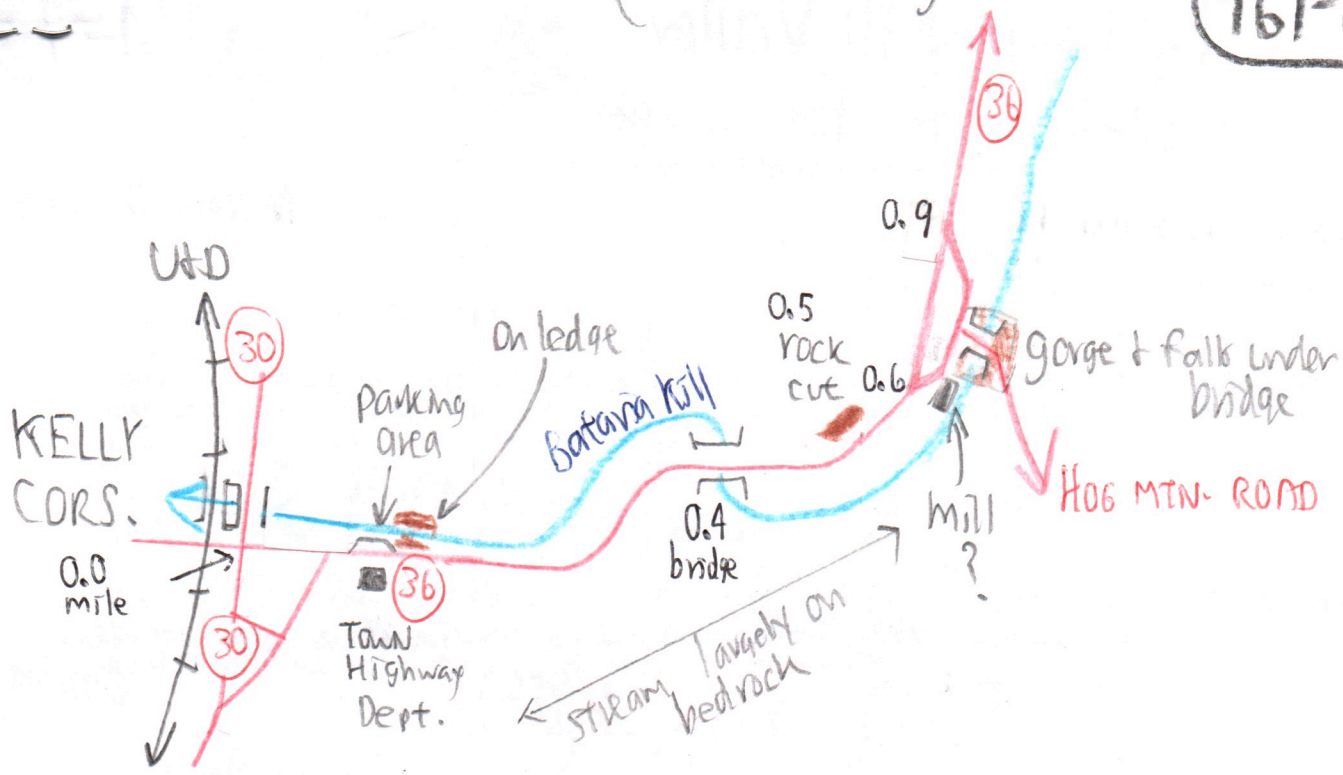 161-
36
0.9
U&D
30
0.5
rock
cut
0.6
On ledge
parking
area
Batavia Kill
gorge & falls under
bridge
KELLY
CORS.
HOG MTN. ROAD
mill
?
0.4
bridge
0.0
mile
36
30
Town
Highway
Dept.
stream largely on
bedrock